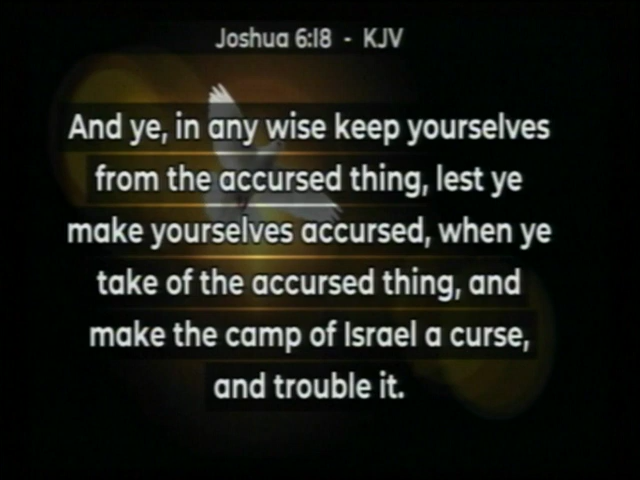 Joshua 6:18 - KJV
And ye, in any wise keep yourselves
from the accursed thing, lest ye
make yourselves accursed, when ye
take of the accursed thing, and
make the camp of Israel a curse,
and trouble it.